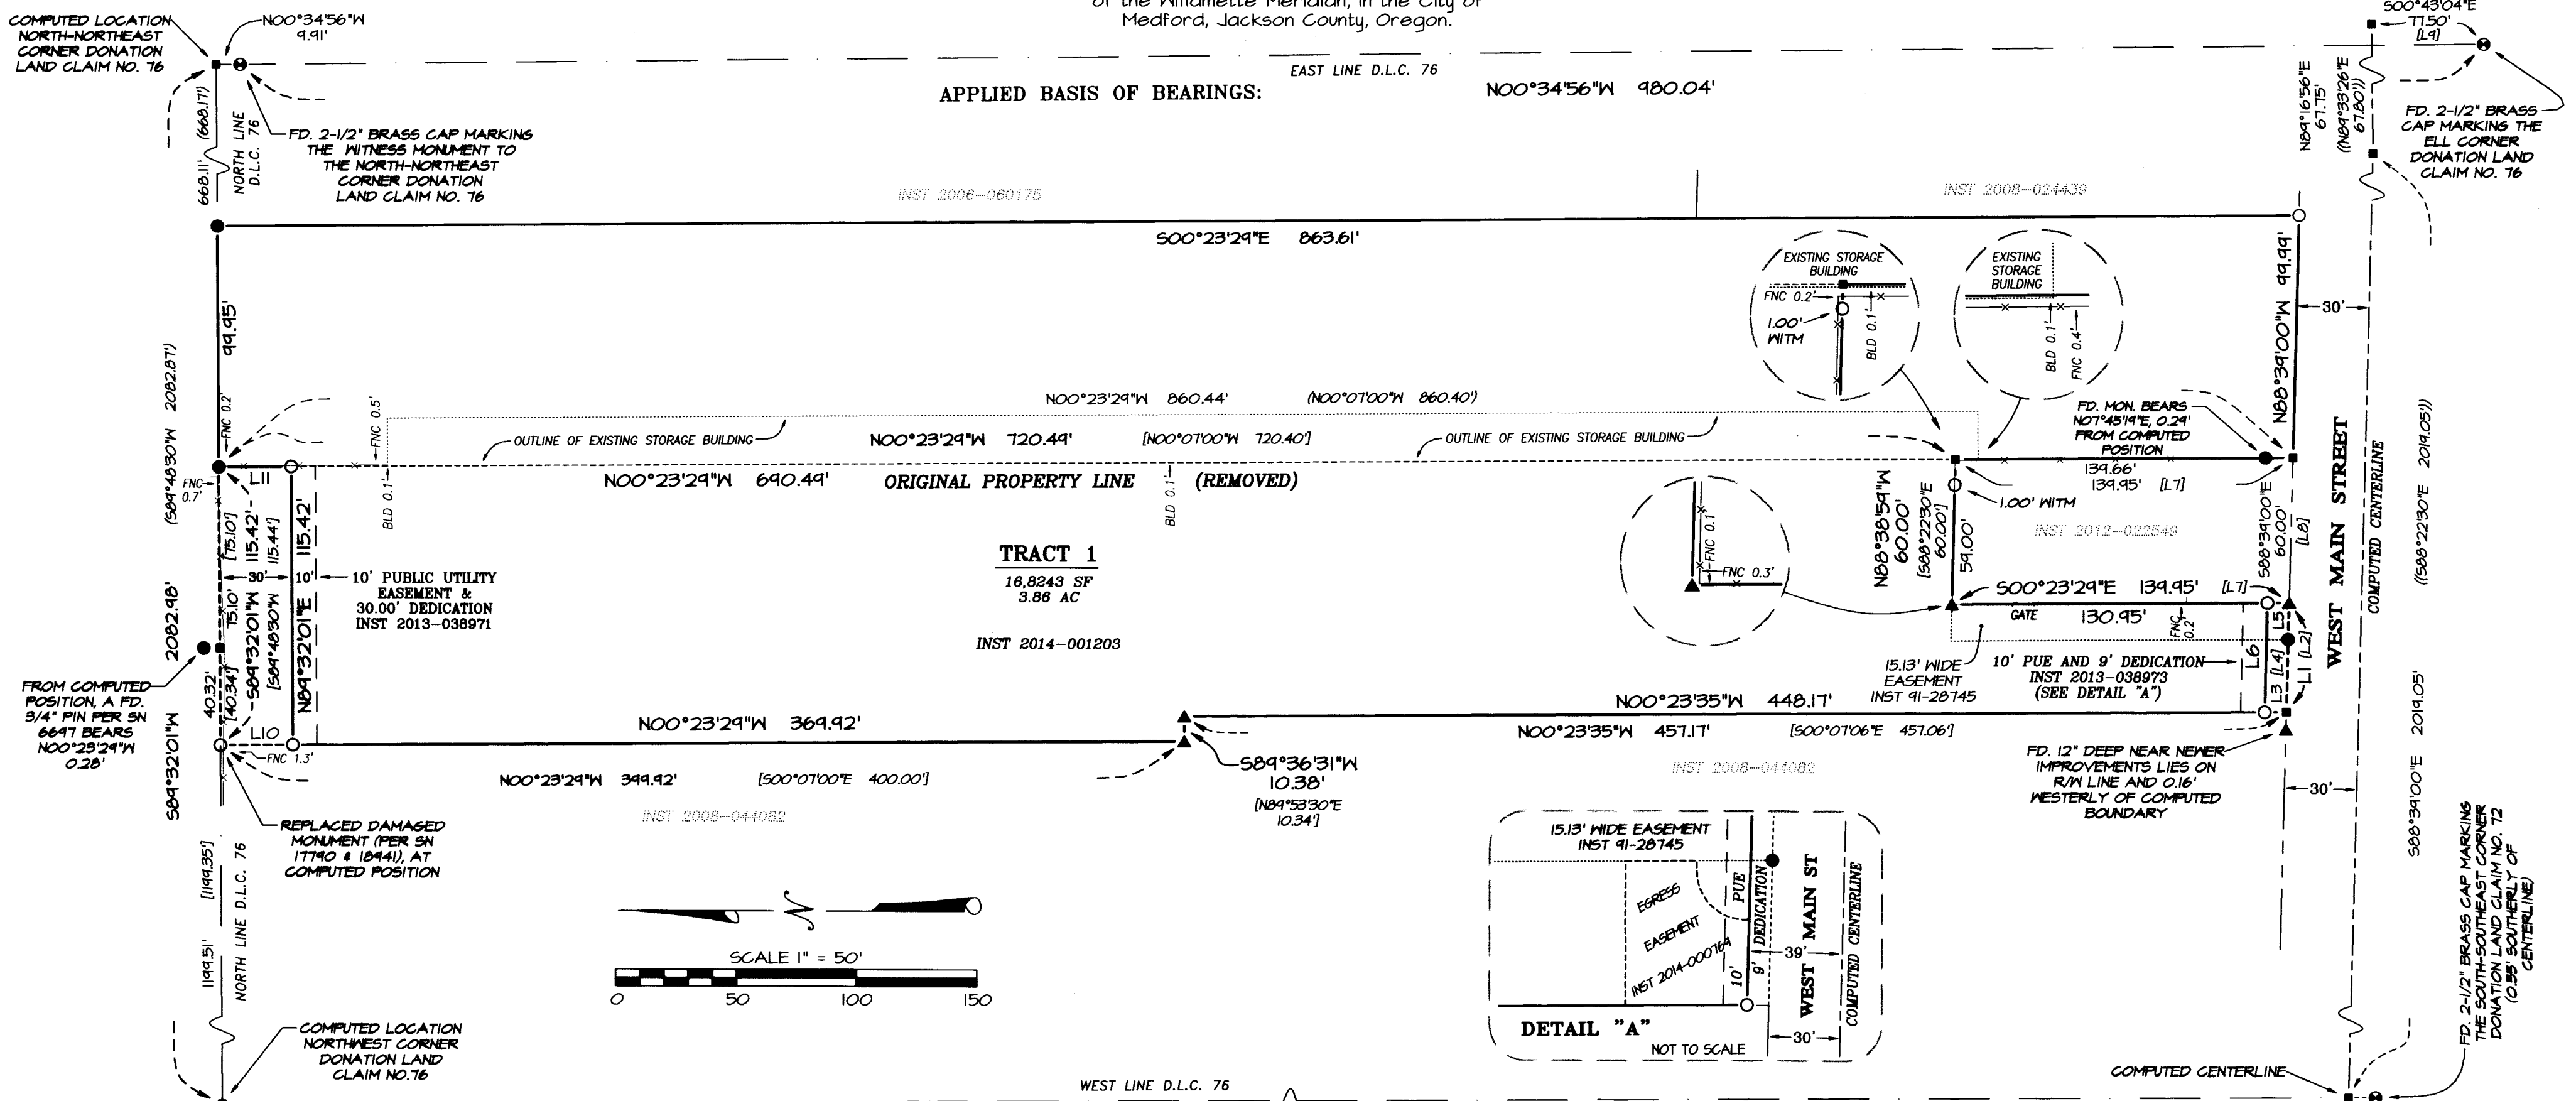 of the Willamette Meridian, in the City of
Medford, Jackson County, Oregon.
COMPUTED LOCATION
NORTH-NORTHEAST
CORNER DONATION
LAND CLAIM NO. 76
N00°34'56"W
9.91'
FD. 2-1/2" BRASS CAP MARKING
THE WITNESS MONUMENT TO
THE NORTH-NORTHEAST
CORNER DONATION
LAND CLAIM NO. 76
668.11' (668.17')
NORTH LINE
D.L.C. 76
EAST LINE D.L.C. 76
APPLIED BASIS OF BEARINGS:
N00°34'56"W 980.04'
S00°43'04"E
77.50'
[L9]
N89°16'56"E
67.75'
((N89°33'26"E
67.80'))
FD. 2-1/2" BRASS
CAP MARKING THE
ELL CORNER
DONATION LAND
CLAIM NO. 76
INST 2006-060175
INST 2008-024439
S00°23'29"E 863.61'
99.95'
N88°39'00"W 99.99'
30'
EXISTING STORAGE
BUILDING
FNC 0.2'
1.00'
WITM
BLD 0.1'
EXISTING
STORAGE
BUILDING
BLD 0.1'
FNC 0.4'
(S89°48'30"W 2082.87')
S89°32'01"W 2082.98'
FNC 0.2'
FNC 0.5'
N00°23'29"W 860.44' (N00°07'00"W 860.40')
OUTLINE OF EXISTING STORAGE BUILDING
N00°23'29"W 720.49' [N00°07'00"W 720.40']
OUTLINE OF EXISTING STORAGE BUILDING
FD. MON. BEARS
N07°45'19"E, 0.29'
FROM COMPUTED
POSITION
139.66'
139.95' [L7]
FNC
0.7'
L11
BLD 0.1'
N00°23'29"W 690.49' ORIGINAL PROPERTY LINE (REMOVED)
BLD 0.1'
1.00' WITM
INST 2012-022549
75.10' [75.10']
40.32' [40.34']
S89°32'01"W 115.42'
[S89°48'30"W 115.44']
N89°32'01"E 115.42'
30'
10'
10' PUBLIC UTILITY
EASEMENT &
30.00' DEDICATION
INST 2013-038971
TRACT 1
16,8243 SF
3.86 AC
INST 2014-001203
FNC 0.1'
FNC 0.3'
N88°38'59"W
60.00'
[S88°22'30"E
60.00']
59.00'
S88°39'00"E
60.00'
[L8]
S00°23'29"E 139.95' [L7]
GATE 130.95'
FNC
0.2'
L5
L6
L3 [L4]
L1 [L2]
15.13' WIDE
EASEMENT
INST 91-28745
10' PUE AND 9' DEDICATION
INST 2013-038973
(SEE DETAIL "A")
WEST MAIN STREET
COMPUTED CENTERLINE
((S88°22'30"E 2019.05'))
S88°39'00"E 2019.05'
FROM COMPUTED
POSITION, A FD.
3/4" PIN PER SN
6697 BEARS
N00°23'29"W
0.28'
L10
FNC 1.3'
N00°23'29"W 369.92'
N00°23'29"W 399.92' [S00°07'00"E 400.00']
INST 2008-044082
N00°23'35"W 448.17'
N00°23'35"W 457.17' [S00°07'06"E 457.06']
INST 2008-044082
S89°36'31"W
10.38'
[N89°53'30"E
10.34']
FD. 12" DEEP NEAR NEWER
IMPROVEMENTS LIES ON
R/W LINE AND 0.16'
WESTERLY OF COMPUTED
BOUNDARY
30'
REPLACED DAMAGED
MONUMENT (PER SN
17790 & 18941), AT
COMPUTED POSITION
1199.51' [1199.35']
NORTH LINE D.L.C. 76
SCALE 1" = 50'
0 50 100 150
15.13' WIDE EASEMENT
INST 91-28745
EGRESS
EASEMENT
INST 2014-000769
10' PUE
9' DEDICATION
WEST MAIN ST
COMPUTED CENTERLINE
39'
30'
DETAIL "A"
NOT TO SCALE
COMPUTED LOCATION
NORTHWEST CORNER
DONATION LAND
CLAIM NO.76
WEST LINE D.L.C. 76
COMPUTED CENTERLINE
FD. 2-1/2" BRASS CAP MARKING
THE SOUTH-SOUTHEAST CORNER
DONATION LAND CLAIM NO. 72
(0.55' SOUTHERLY OF
CENTERLINE)